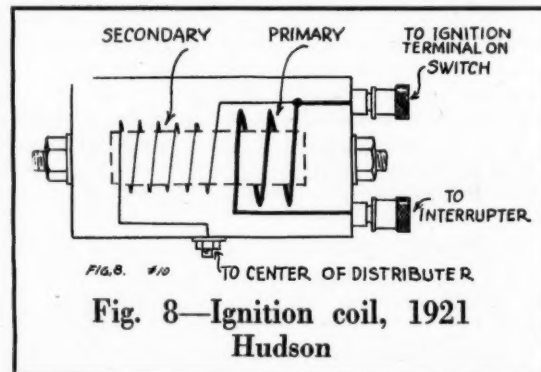 SECONDARY PRIMARY
TO IGNITION
TERMINAL ON
SWITCH
TO
INTERRUPTER
FIG. 8. #10
TO CENTER OF DISTRIBUTER
Fig. 8—Ignition coil, 1921
Hudson